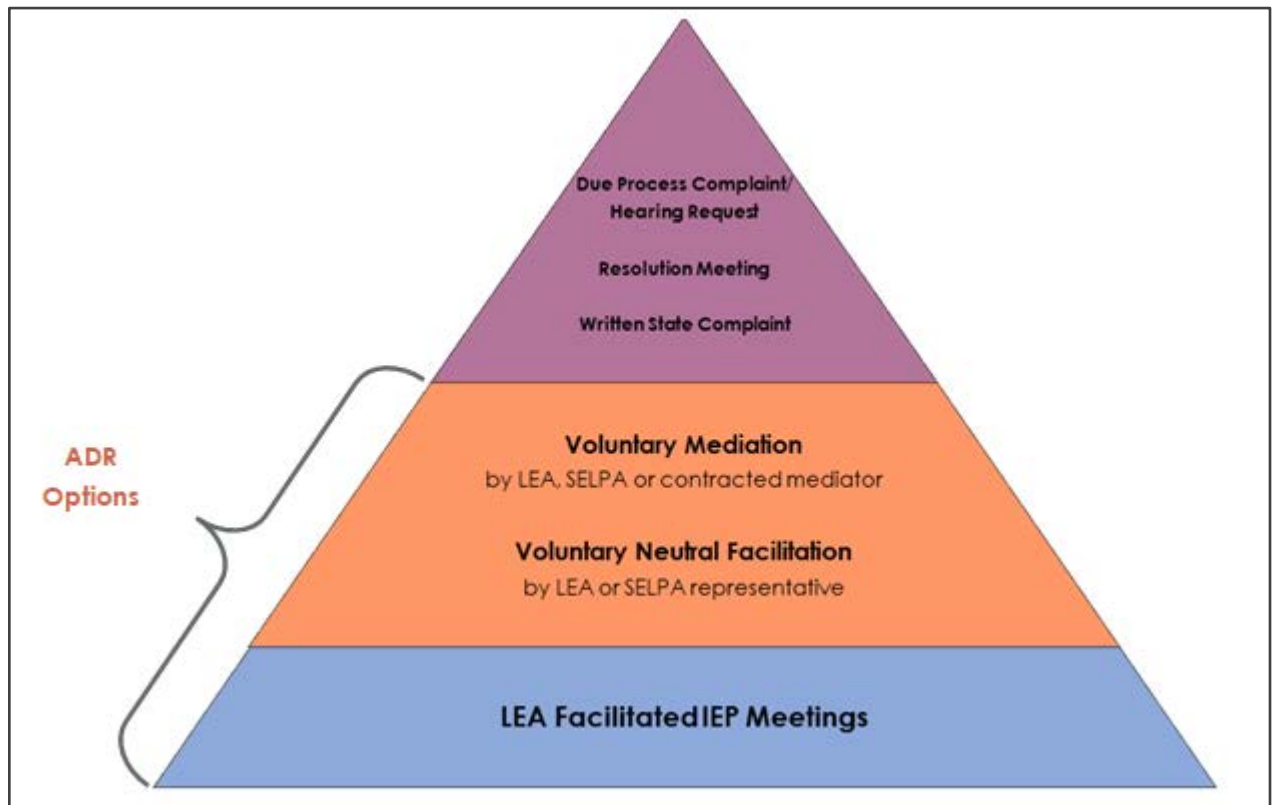 Due Process Complaint/
Hearing Request
Resolution Meeting
Written State Complaint
ADR
Options
Voluntary Mediation
by LEA, SELPA or contracted mediator
Voluntary Neutral Facilitation
by LEA or SELPA representative
LEA Facilitated IEP Meetings